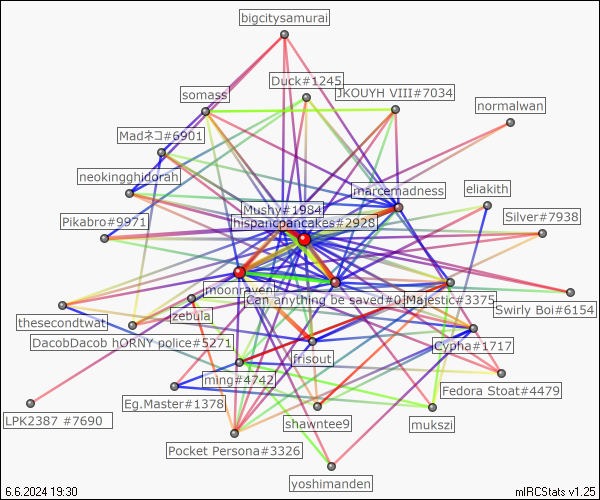 bigcitysamurai
Duck#1245
JKOUYH VIII#7034
somass
normalwan
Madネコ#6901
neokingghidorah
marcemadness
eliakith
Mushy#1984
Silver#7938
Pikabro#9971
hispanicpancakes#2928
moonraven
Can anything be saved#0
Majestic#3375
Swirly Boi#6154
thesecondtwat
zebula
DacobDacob hORNY police#5271
Cypha#1717
frisout
ming#4742
Fedora Stoat#4479
Eg.Master#1378
LPK2387 #7690
shawntee9
mukszi
Pocket Persona#3326
yoshimanden
6.6.2024 19:30
mIRCStats v1.25